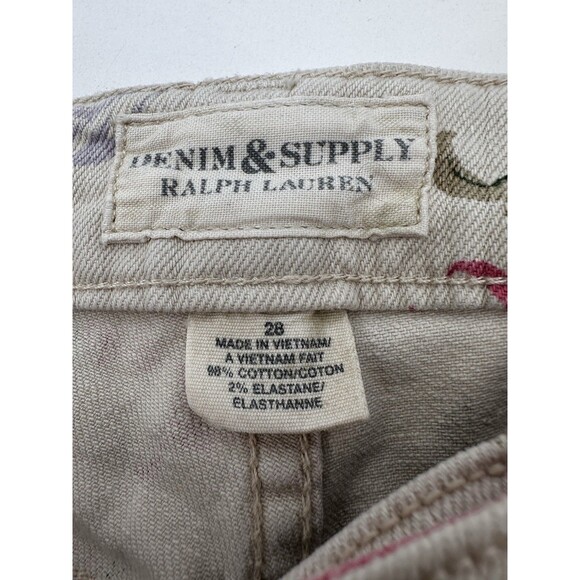 DENIM & SUPPLY
RALPH LAUREN
28
MADE IN VIETNAM/
A VIETNAM FAIT
98% COTTON/COTON
2% ELASTANE/
ELASTHANNE